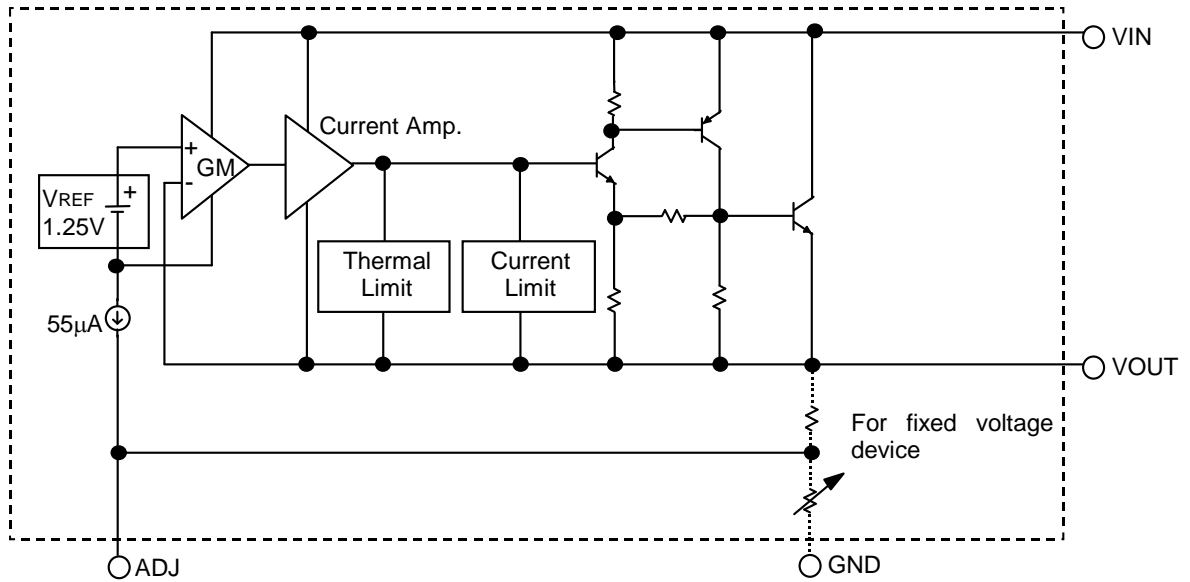 VIN
Current Amp.
+
GM
-
VREF
+
1.25V
Thermal
Limit
Current
Limit
55µA
VOUT
For fixed voltage
device
ADJ
GND